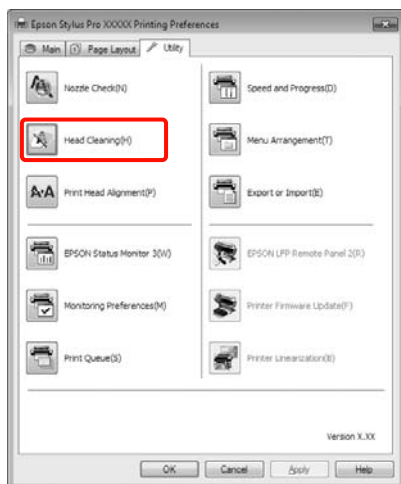 Epson Stylus Pro XXXXX Printing Preferences
Main Page Layout Utility
Nozzle Check(N)
Speed and Progress(D)
Head Cleaning(H)
Menu Arrangement(T)
A·A Print Head Alignment(P)
Export or Import(E)
EPSON Status Monitor 3(W)
EPSON LFP Remote Panel 2(R)
Monitoring Preferences(M)
Printer Firmware Update(F)
Print Queue(S)
Printer Linearization(B)
Version X.XX
OK Cancel Apply Help